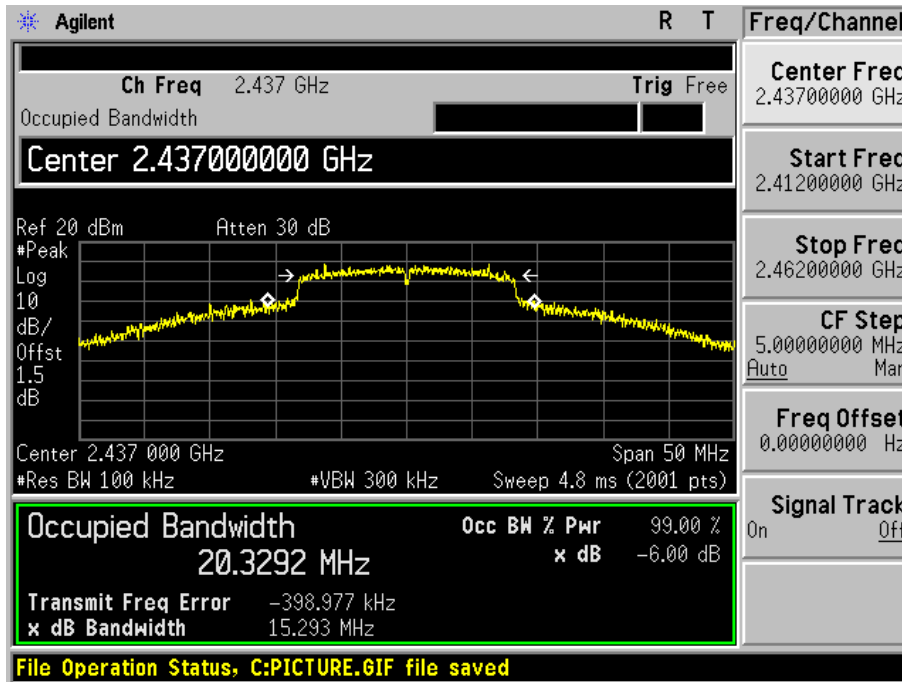 Agilent R T
Ch Freq 2.437 GHz Trig Free
Occupied Bandwidth
Center 2.437000000 GHz
Ref 20 dBm Atten 30 dB
#Peak
Log
10
dB/
Offst
1.5
dB
Center 2.437 000 GHz Span 50 MHz
#Res BW 100 kHz #VBW 300 kHz Sweep 4.8 ms (2001 pts)
Occupied Bandwidth
20.3292 MHz
Occ BW % Pwr 99.00 %
x dB -6.00 dB
Transmit Freq Error -398.977 kHz
x dB Bandwidth 15.293 MHz
File Operation Status, C:PICTURE.GIF file saved
Freq/Channel
Center Freq
2.43700000 GHz
Start Freq
2.41200000 GHz
Stop Freq
2.46200000 GHz
CF Step
5.00000000 MHz
Auto Man
Freq Offset
0.00000000 Hz
Signal Track
On Off